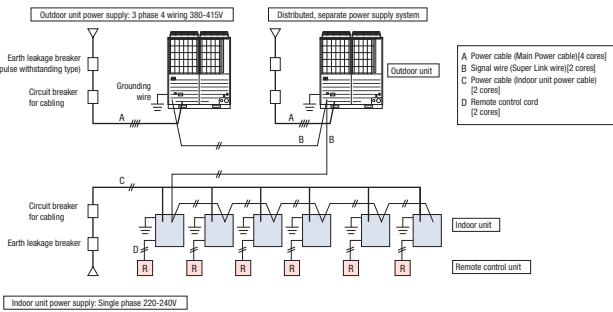 Outdoor unit power supply: 3 phase 4 wiring 380-415V
Distributed, separate power supply system
Earth leakage breaker
pulse withstanding type)
Circuit breaker
for cabling
Grounding
wire
Outdoor unit
A Power cable (Main Power cable)[4 cores]
B Signal wire (Super Link wire)[2 cores]
C Power cable (Indoor unit power cable)
[2 cores]
D Remote control cord
[2 cores]
A
A
B
B
C
Circuit breaker
for cabling
Earth leakage breaker
Indoor unit
D
R
R
R
R
R
R
Remote control unit
Indoor unit power supply: Single phase 220-240V